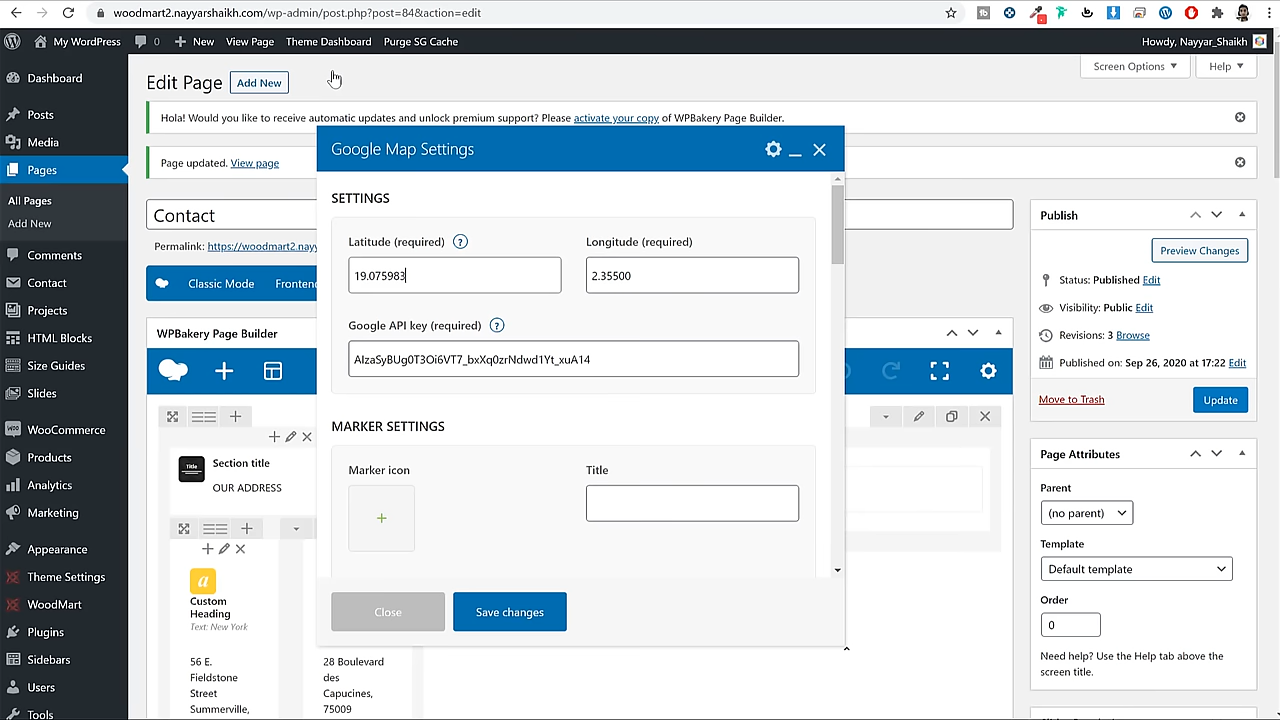 woodmart2.nayyarshaikh.com/wp-admin/post.php?post=84&action=edit
My WordPress
0
New
View Page
Theme Dashboard
Purge SG Cache
Howdy, Nayyar_Shaikh
Dashboard
Posts
Media
Pages
All Pages
Add New
Comments
Contact
Projects
HTML Blocks
Size Guides
Slides
WooCommerce
Products
Analytics
Marketing
Appearance
Theme Settings
WoodMart
Plugins
Sidebars
Users
Tools
Edit Page
Add New
Screen Options
Help
Hola! Would you like to receive automatic updates and unlock premium support? Please activate your copy of WPBakery Page Builder.
Page updated. View page
Contact
Permalink: https://woodmart2.nayy
Classic Mode
Frontend
WPBakery Page Builder
Section title
Title
OUR ADDRESS
a
Custom
Heading
Text: New York
56 E.
Fieldstone
Street
Summerville,
28 Boulevard
des
Capucines,
75009
Google Map Settings
SETTINGS
Latitude (required) ?
Longitude (required)
19.075983
2.35500
Google API key (required) ?
AIzaSyBUg0T3Oi6VT7_bxXq0zrNdwd1Yt_xuA14
MARKER SETTINGS
Marker icon
Title
Close
Save changes
Publish
Preview Changes
Status: Published Edit
Visibility: Public Edit
Revisions: 3 Browse
Published on: Sep 26, 2020 at 17:22 Edit
Move to Trash
Update
Page Attributes
Parent
(no parent)
Template
Default template
Order
0
Need help? Use the Help tab above the
screen title.